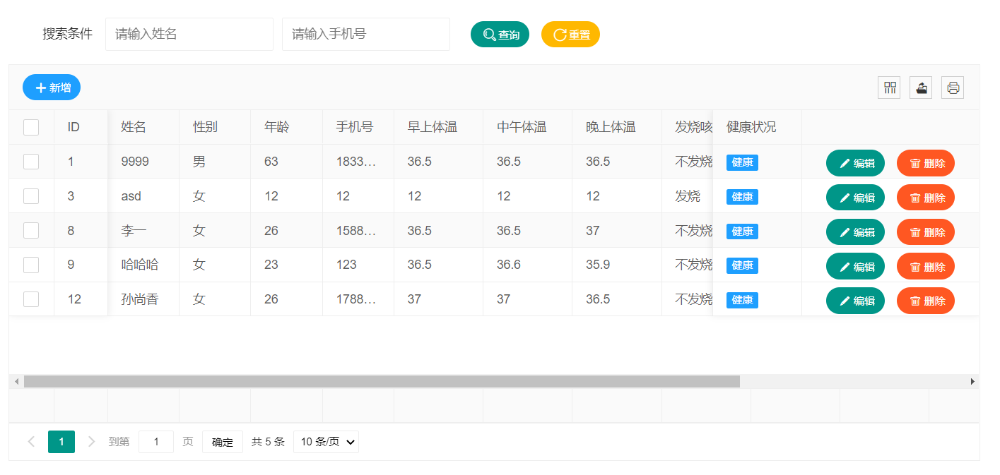 搜索条件 请输入姓名 请输入手机号 查询 重置
新增
ID 姓名 性别 年龄 手机号 早上体温 中午体温 晚上体温 发烧咳 健康状况
1 9999 男 63 1833... 36.5 36.5 36.5 不发烧 健康 编辑 删除
3 asd 女 12 12 12 12 12 发烧 健康 编辑 删除
8 李一 女 26 1588... 36.5 36.5 37 不发烧 健康 编辑 删除
9 哈哈哈 女 23 123 36.5 36.6 35.9 不发烧 健康 编辑 删除
12 孙尚香 女 26 1788... 37 37 36.5 不发烧 健康 编辑 删除
1 到第 1 页 确定 共 5 条 10 条/页